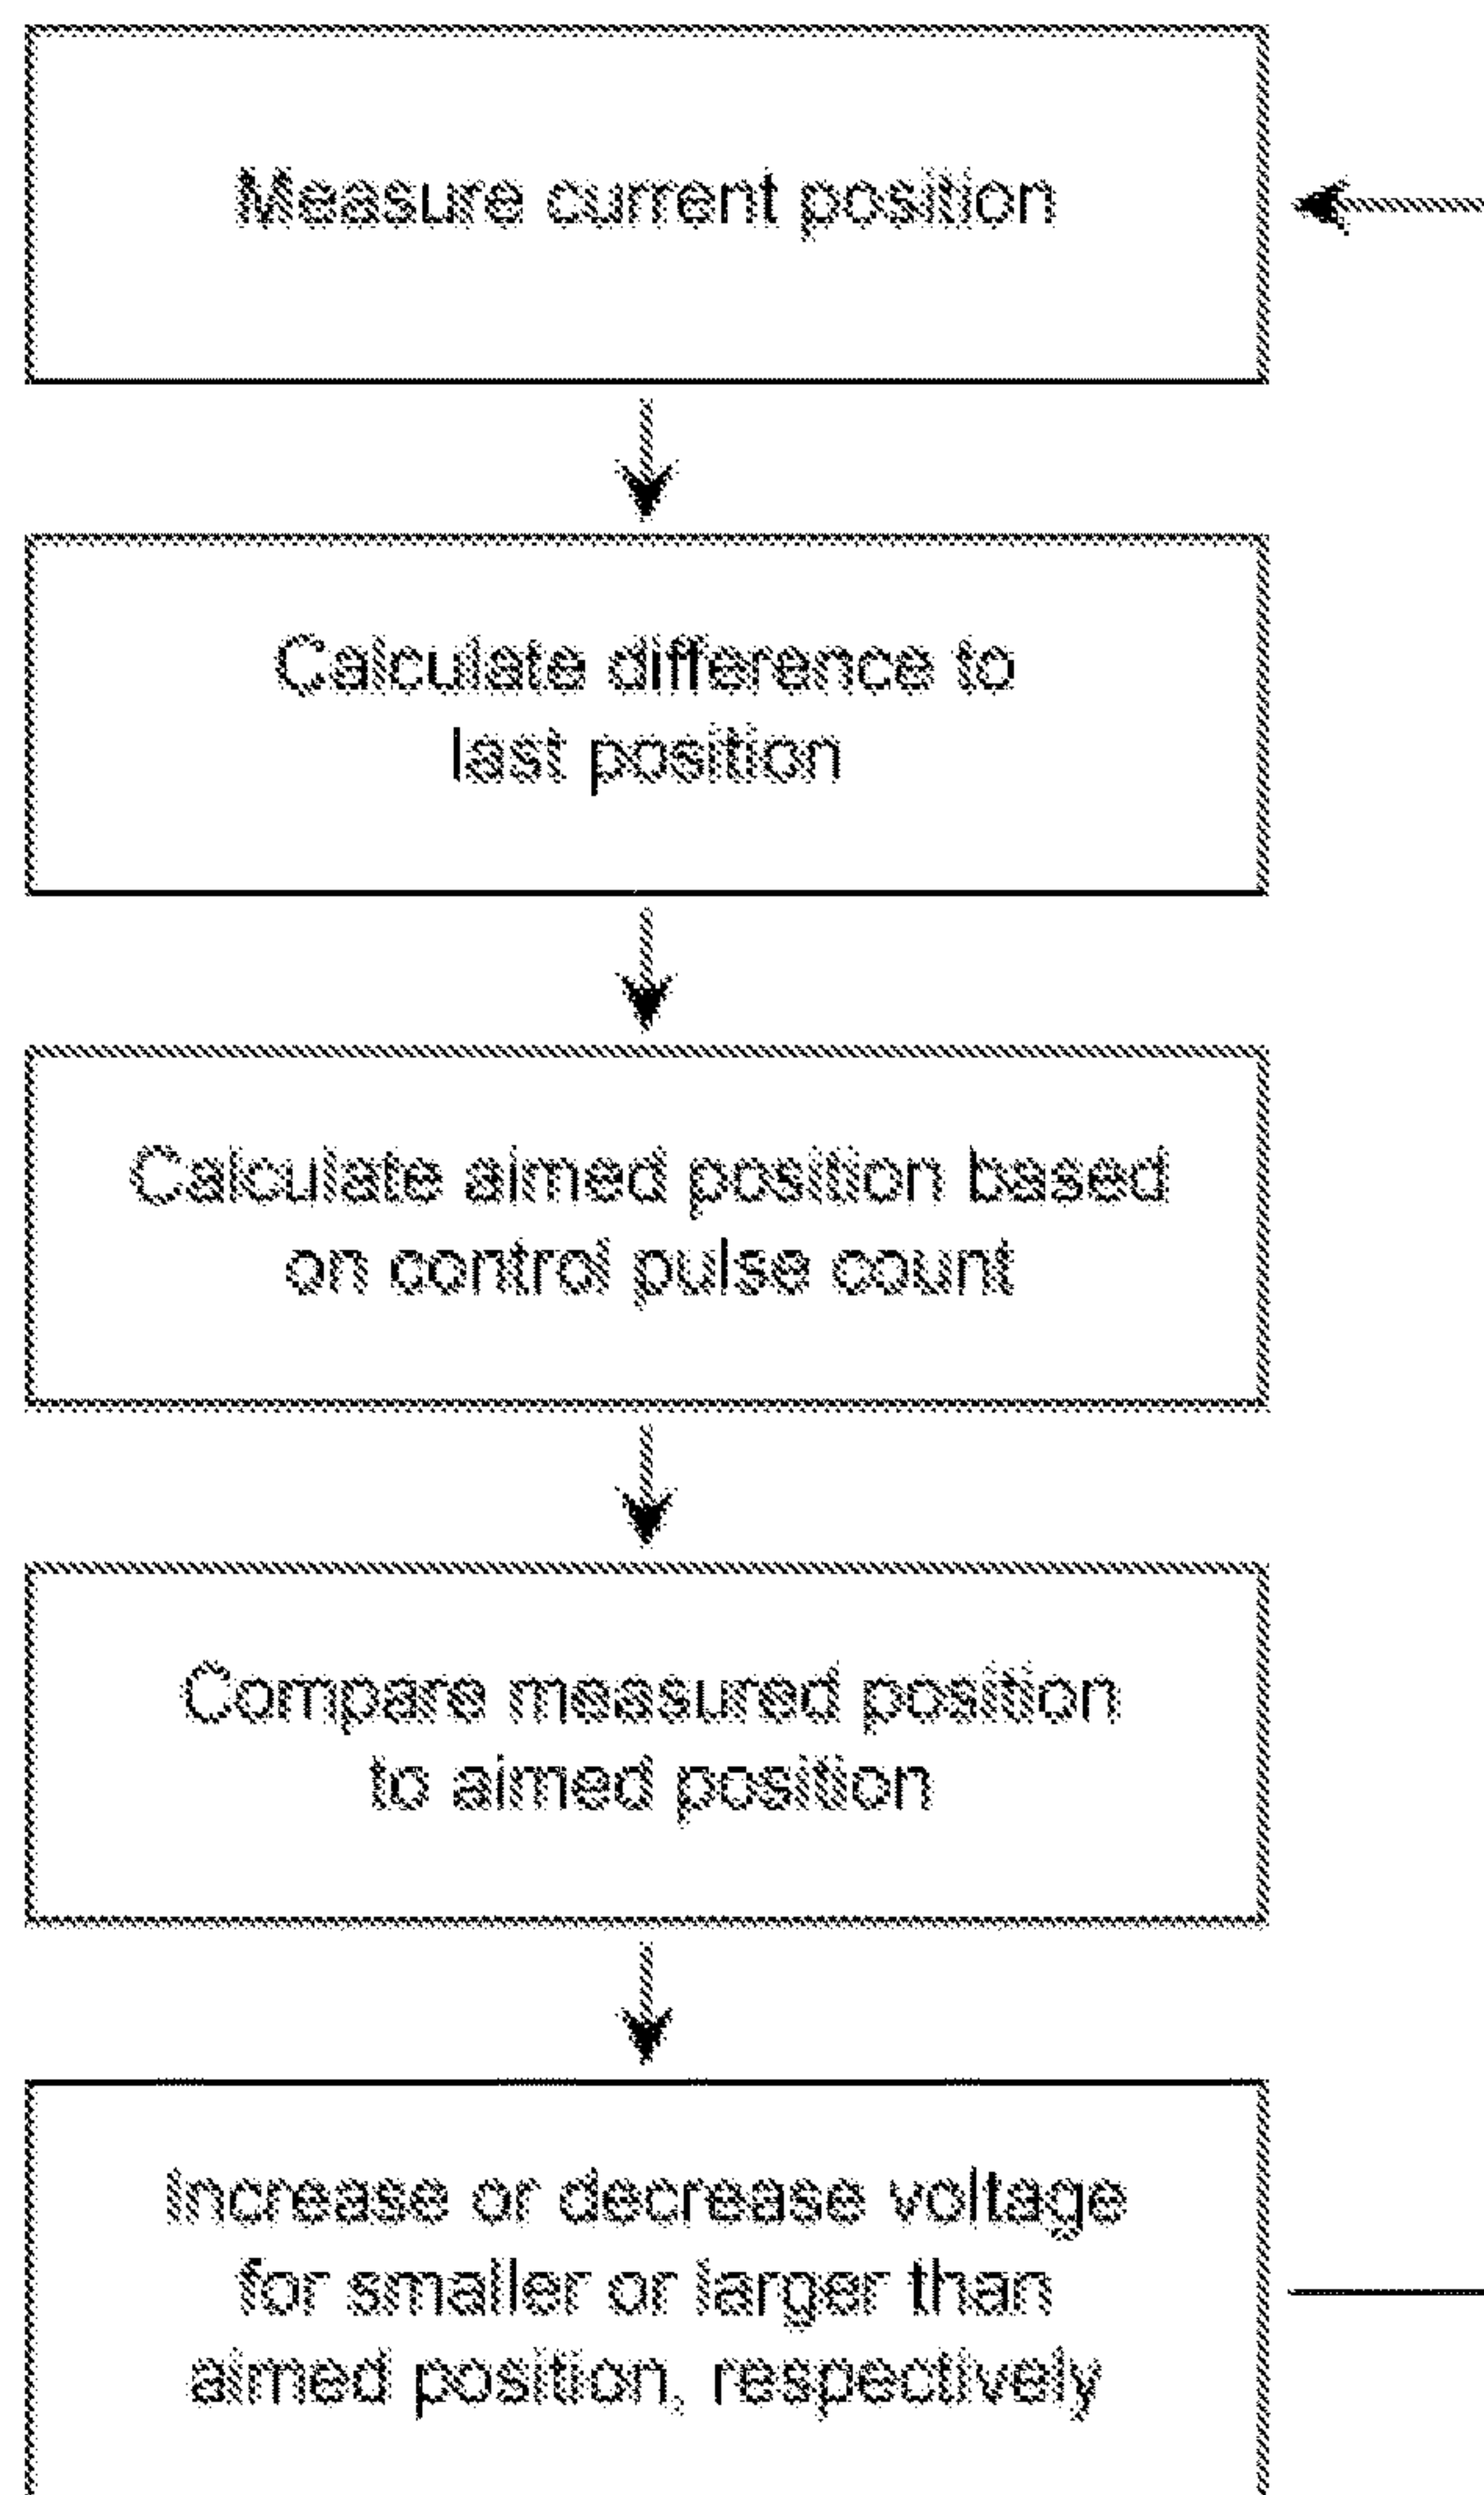 Measure current position
Calculate difference to
last position
Calculate aimed position based
on control pulse count
Compare measured position
to aimed position
Increase or decrease voltage
for smaller or larger than
aimed position, respectively